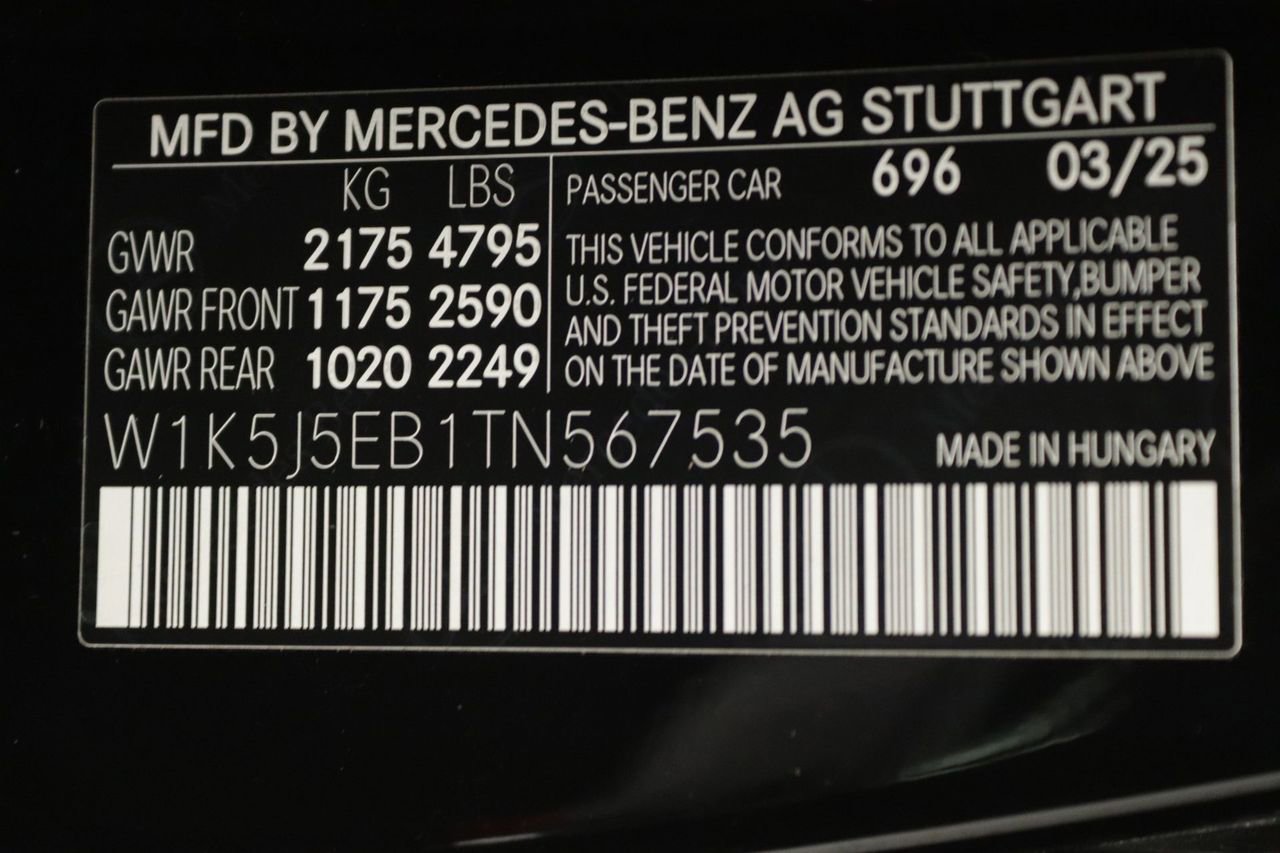 MFD BY MERCEDES-BENZ AG STUTTGART
KG LBS
GVWR 2175 4795
GAWR FRONT 1175 2590
GAWR REAR 1020 2249
PASSENGER CAR 696 03/25
THIS VEHICLE CONFORMS TO ALL APPLICABLE
U.S. FEDERAL MOTOR VEHICLE SAFETY,BUMPER
AND THEFT PREVENTION STANDARDS IN EFFECT
ON THE DATE OF MANUFACTURE SHOWN ABOVE
W1K5J5EB1TN567535
MADE IN HUNGARY